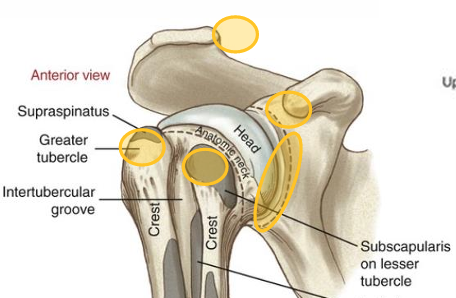 Anterior view
Supraspinatus
Greater
tubercle
Intertubercular
groove
Crest
Crest
Anatomic neck
Head
Subscapularis
on lesser
tubercle
Up